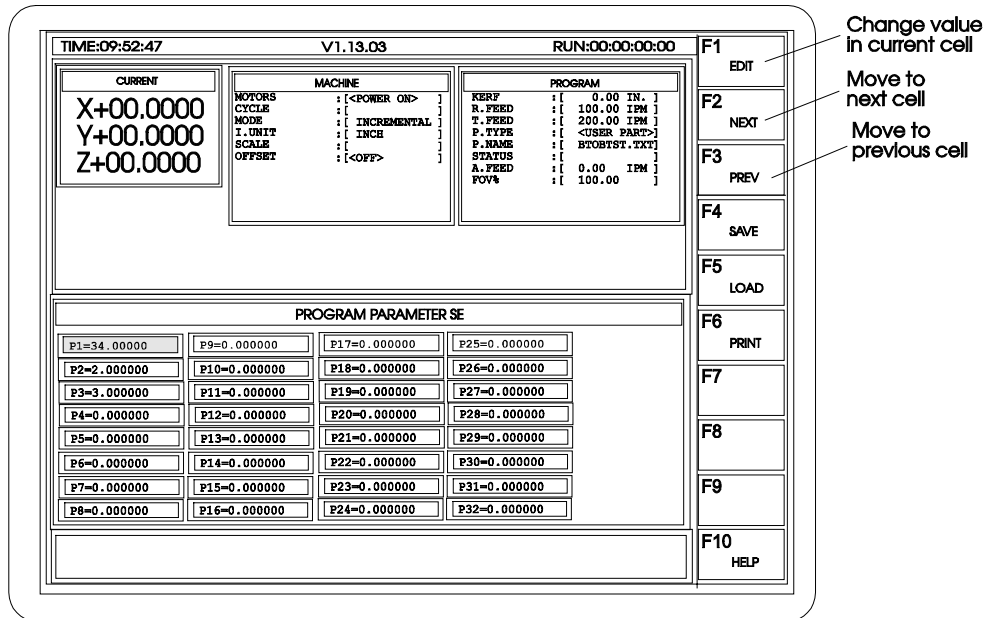 TIME:09:52:47 V1.13.03 RUN:00:00:00:00
CURRENT
X+00.0000
Y+00.0000
Z+00.0000
MACHINE
MOTORS :[<POWER ON> ]
CYCLE :[ ]
MODE :[ INCREMENTAL ]
I.UNIT :[ INCH ]
SCALE :[ ]
OFFSET :[<OFF> ]
PROGRAM
KERF :[ 0.00 IN. ]
R.FEED :[ 100.00 IPM ]
T.FEED :[ 200.00 IPM ]
P.TYPE :[ <USER PART>]
P.NAME :[ BTOBTST.TXT]
STATUS :[ ]
A.FEED :[ 0.00 IPM ]
FOV% :[ 100.00 ]
PROGRAM PARAMETER SE
P1=34.00000 P9=0.000000 P17=0.000000 P25=0.000000
P2=2.000000 P10=0.000000 P18=0.000000 P26=0.000000
P3=3.000000 P11=0.000000 P19=0.000000 P27=0.000000
P4=0.000000 P12=0.000000 P20=0.000000 P28=0.000000
P5=0.000000 P13=0.000000 P21=0.000000 P29=0.000000
P6=0.000000 P14=0.000000 P22=0.000000 P30=0.000000
P7=0.000000 P15=0.000000 P23=0.000000 P31=0.000000
P8=0.000000 P16=0.000000 P24=0.000000 P32=0.000000
F1
EDIT
F2
NEXT
F3
PREV
F4
SAVE
F5
LOAD
F6
PRINT
F7
F8
F9
F10
HELP
Change value
in current cell
Move to
next cell
Move to
previous cell